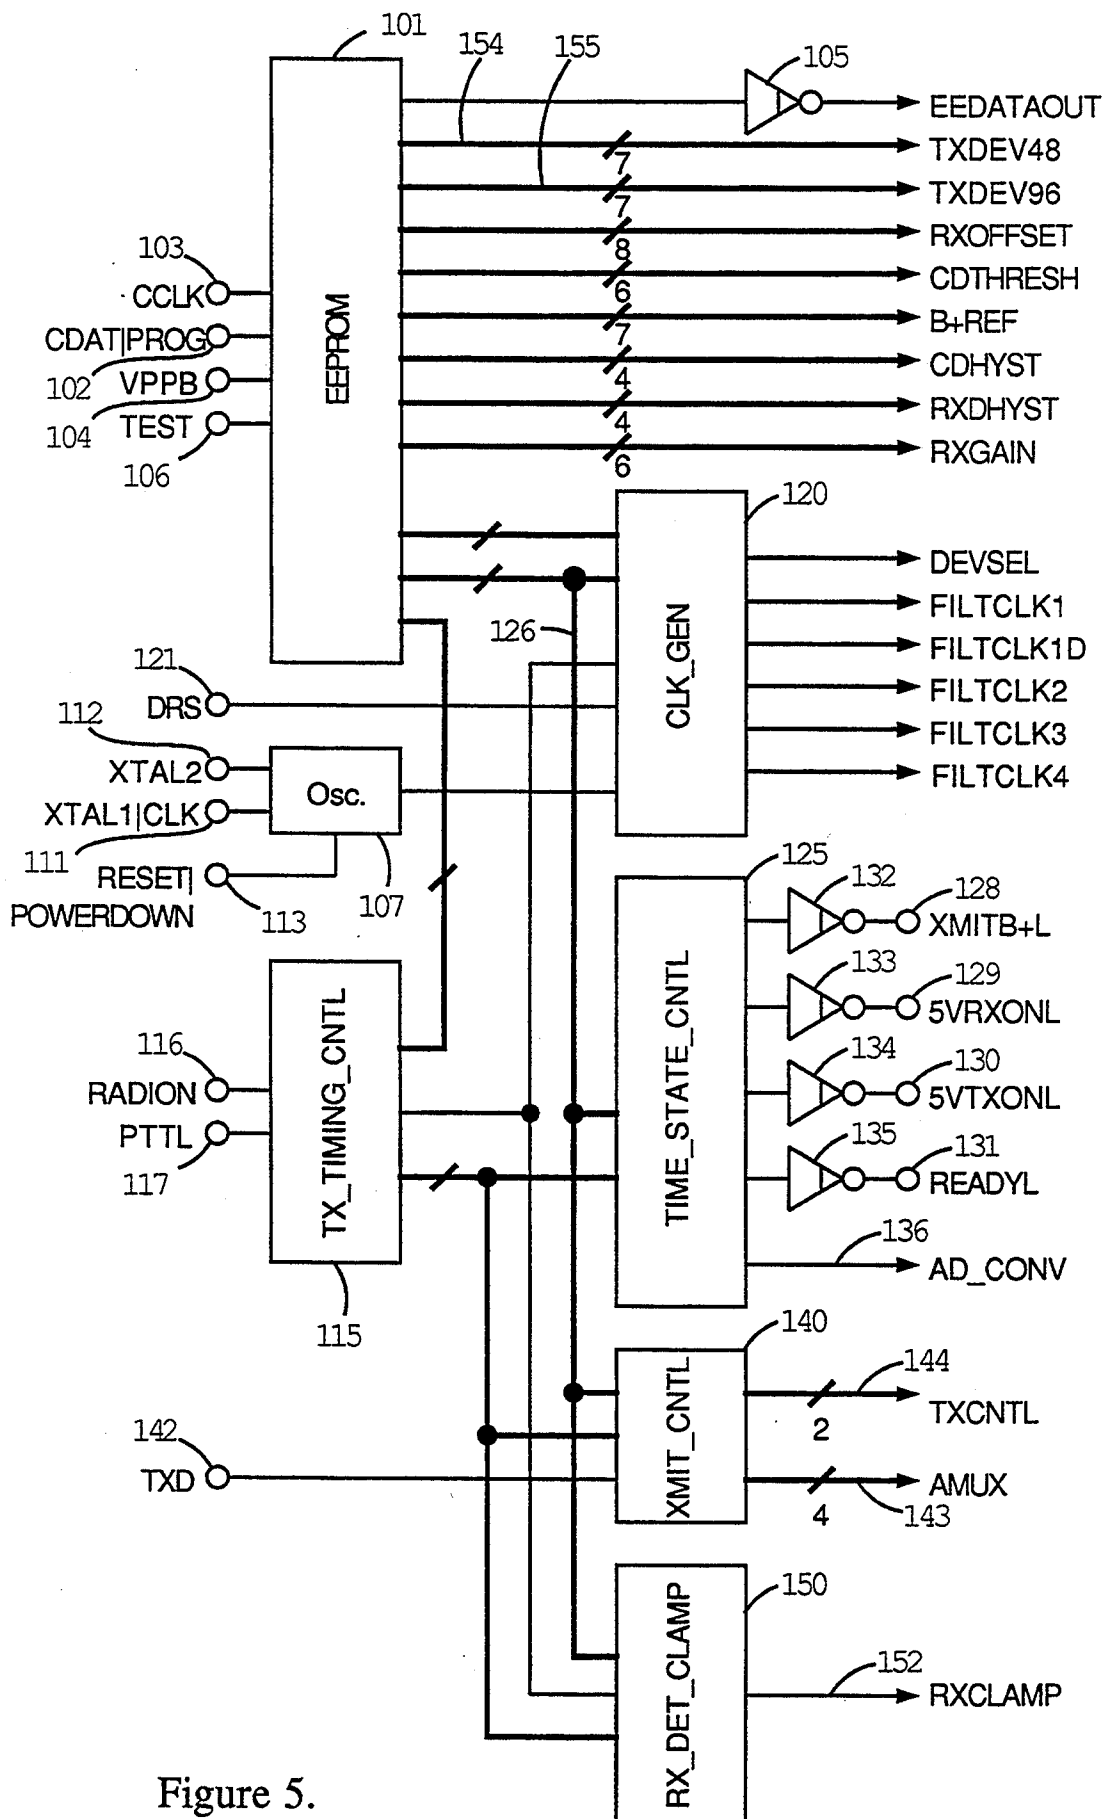 101
154
155
105
EEDATAOUT
TXDEV48
7
TXDEV96
7
RXOFFSET
8
CDTHRESH
6
B+REF
7
CDHYST
4
RXDHYST
4
RXGAIN
6
103
CCLK
CDAT|PROG
102
VPPB
104
TEST
106
EEPROM
120
DEVSEL
FILTCLK1
FILTCLK1D
FILTCLK2
FILTCLK3
FILTCLK4
CLK_GEN
126
121
DRS
112
XTAL2
XTAL1|CLK
111
Osc.
107
RESET|
POWERDOWN
113
125
132
128
XMITB+L
133
129
5VRXONL
134
130
5VTXONL
135
131
READYL
136
AD_CONV
TIME_STATE_CNTL
116
RADION
PTTL
117
TX_TIMING_CNTL
115
140
144
TXCNTL
2
AMUX
4
143
XMIT_CNTL
142
TXD
150
152
RXCLAMP
RX_DET_CLAMP
Figure 5.